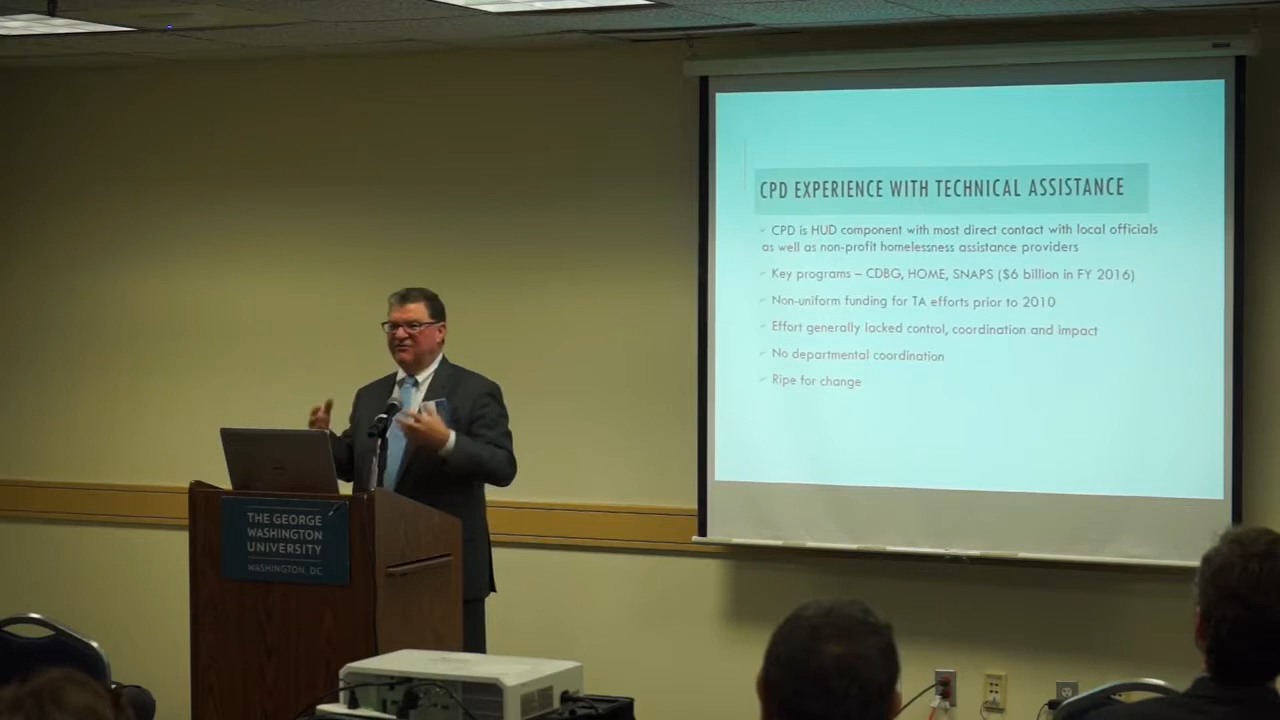 CPD EXPERIENCE WITH TECHNICAL ASSISTANCE
CPD is HUD component with most direct contact with local officials
as well as non-profit homelessness assistance providers
Key programs – CDBG, HOME, SNAPS ($6 billion in FY 2016)
Non-uniform funding for TA efforts prior to 2010
Effort generally lacked control, coordination and impact
No departmental coordination
Ripe for change
THE GEORGE
WASHINGTON
UNIVERSITY
WASHINGTON, DC